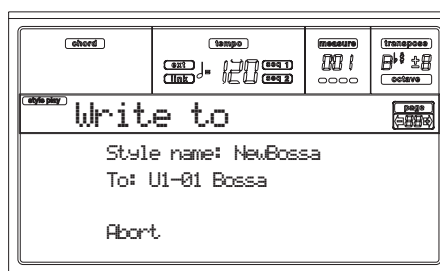 chord tempo measure transpose
ext link ♩= 120 seq 1 seq 2 001 octave
style play Write to page
Style name: NewBossa
To: U1-01 Bossa
Abort